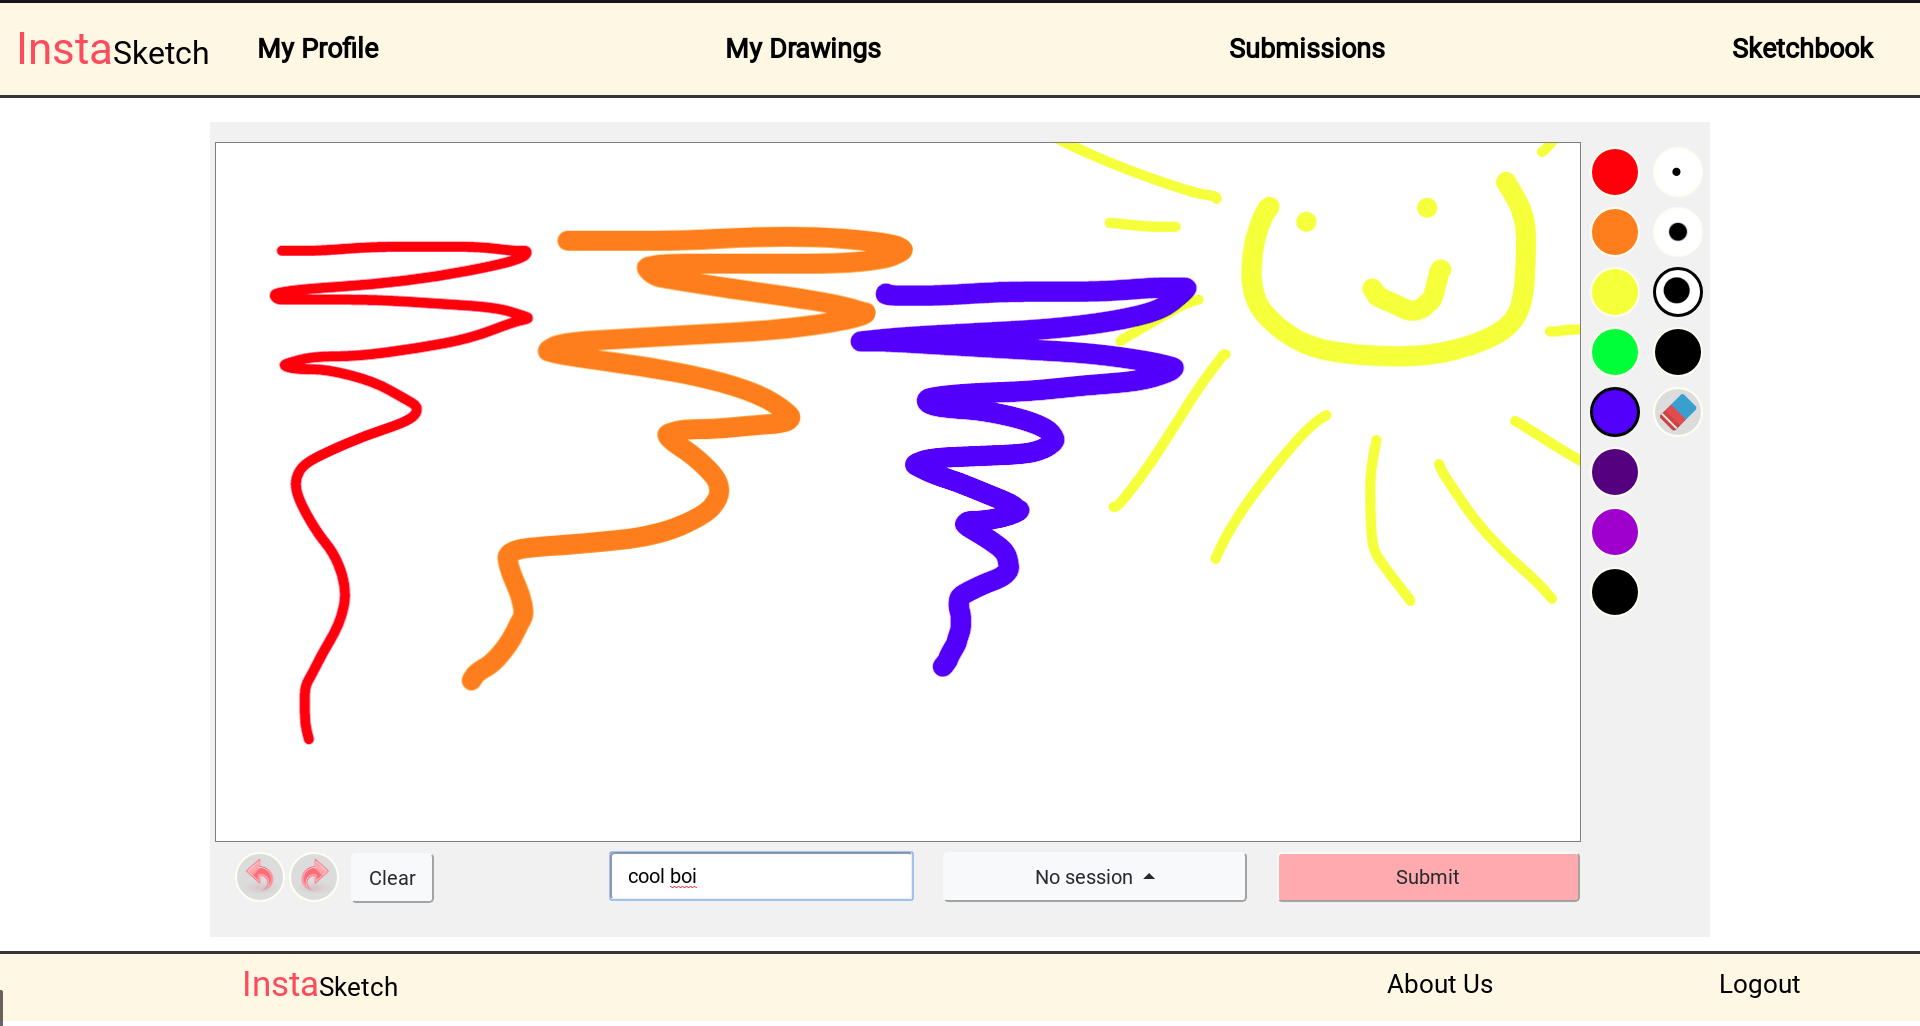 InstaSketch My Profile My Drawings Submissions Sketchbook
Clear cool boi No session Submit
InstaSketch About Us Logout